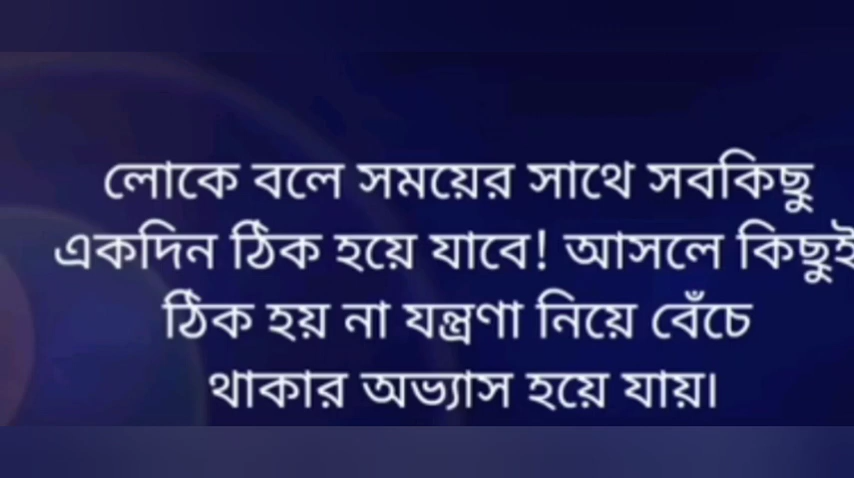 লোকে বলে সময়ের সাথে সবকিছু
একদিন ঠিক হয়ে যাবে! আসলে কিছুই
ঠিক হয় না যন্ত্রণা নিয়ে বেঁচে
থাকার অভ্যাস হয়ে যায়।